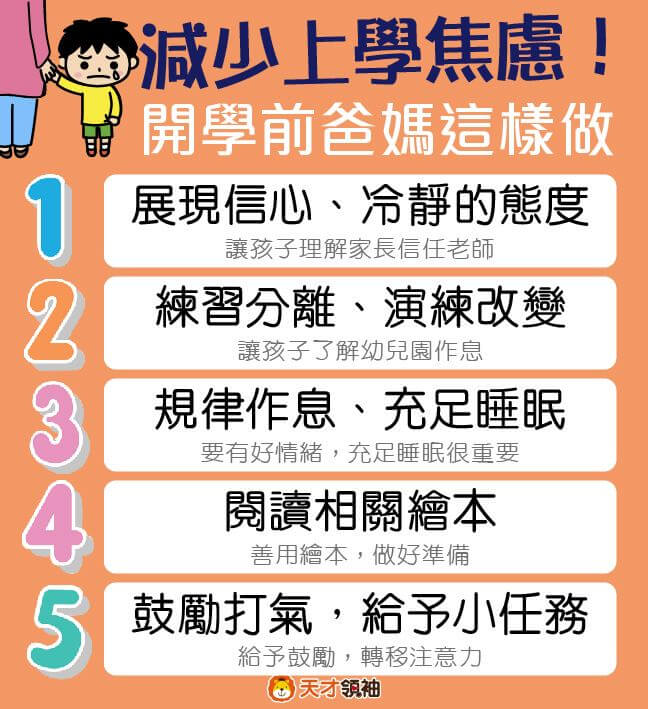 減少上學焦慮！
開學前爸媽這樣做
1
展現信心、冷靜的態度
讓孩子理解家長信任老師
2
練習分離、演練改變
讓孩子了解幼兒園作息
3
規律作息、充足睡眠
要有好情緒，充足睡眠很重要
4
閱讀相關繪本
善用繪本，做好準備
5
鼓勵打氣，給予小任務
給予鼓勵，轉移注意力
天才領袖